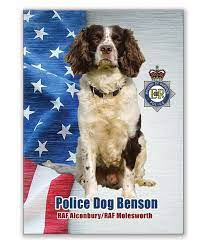 Police Dog Benson
RAF Alconbury/RAF Molesworth